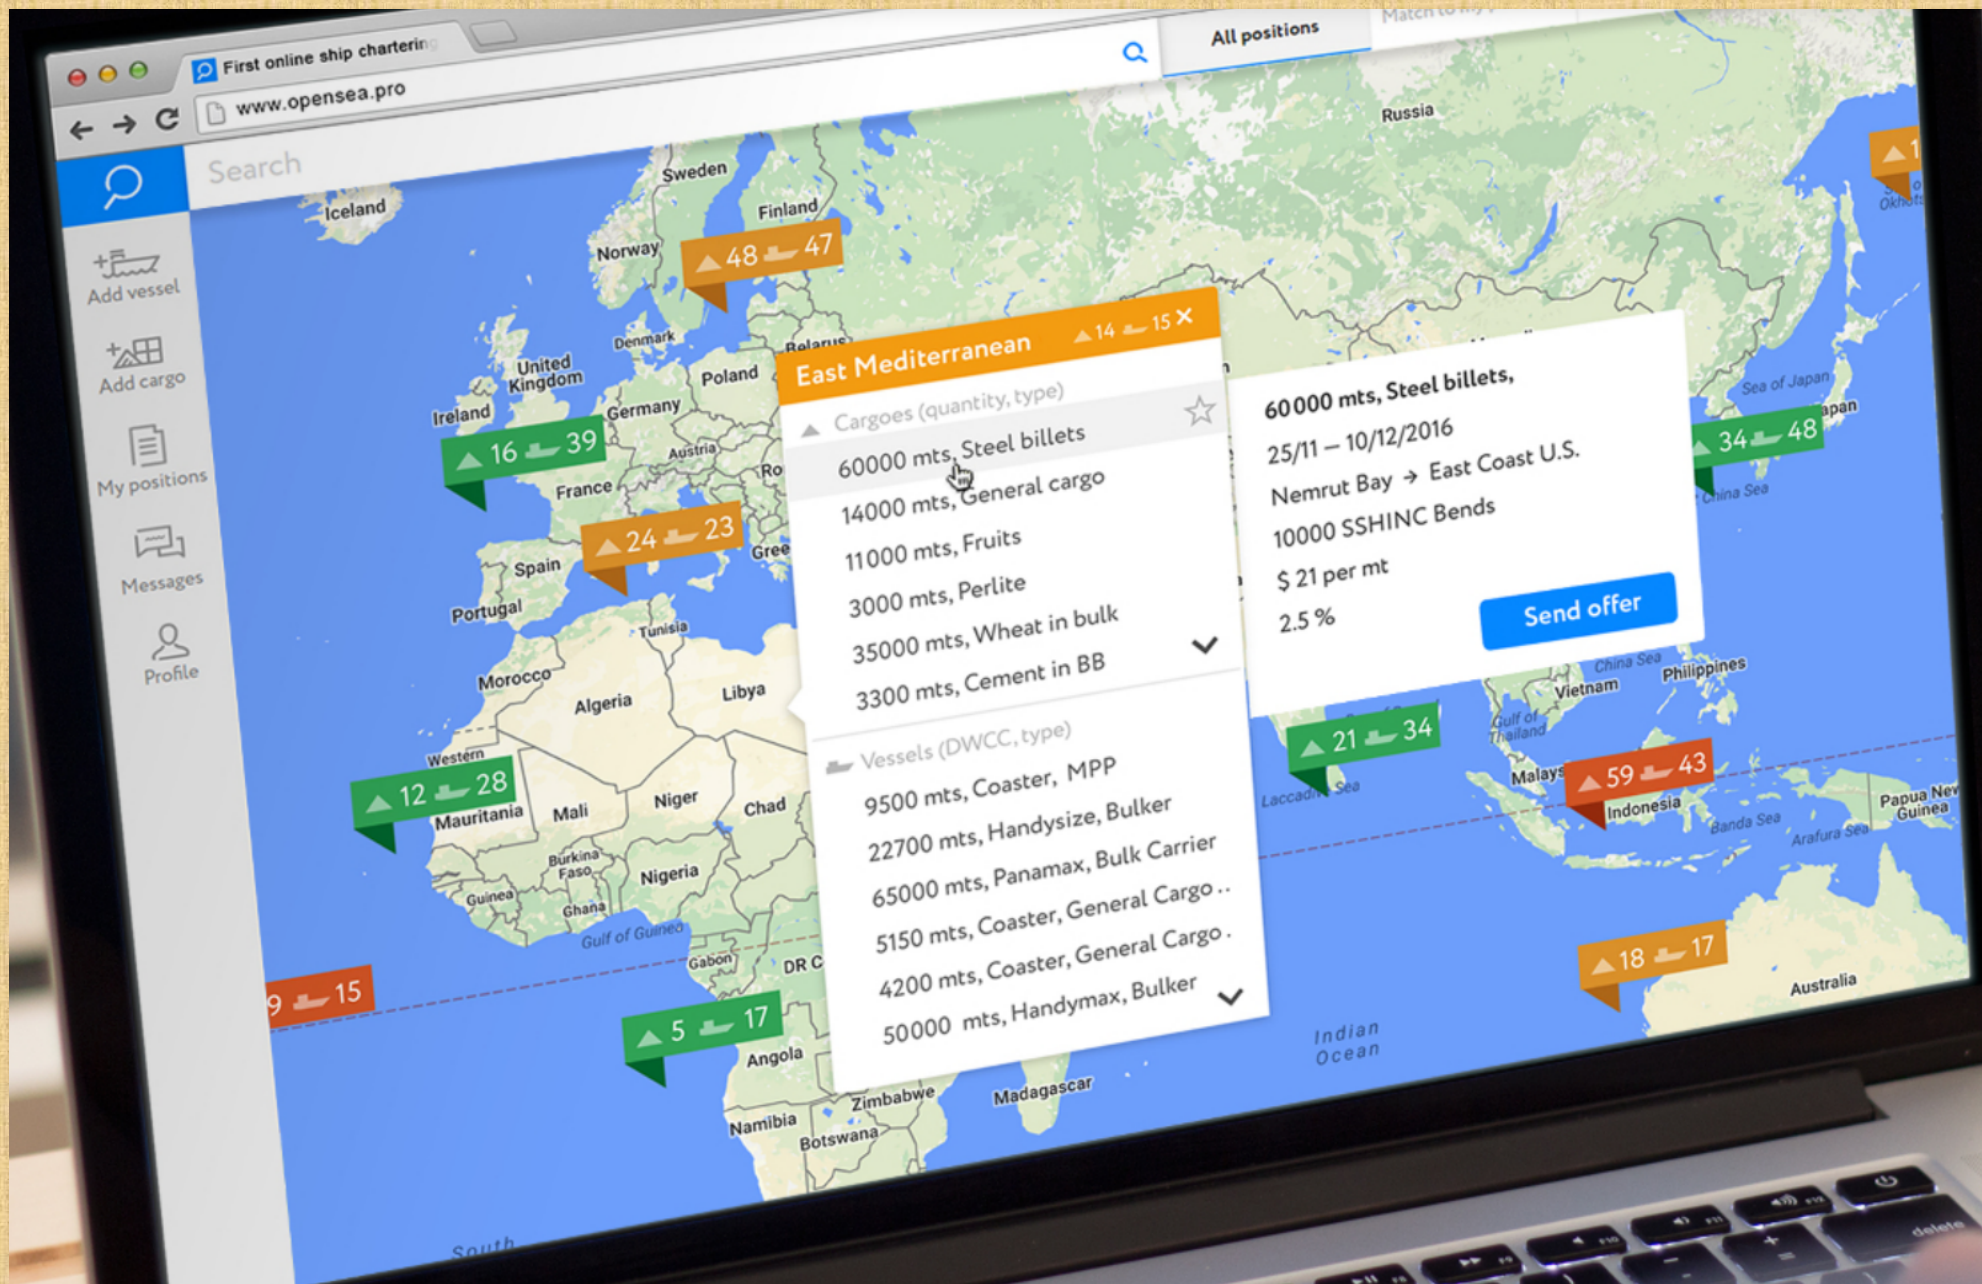 First online ship chartering
www.opensea.pro
Search
All positions
Add vessel
Add cargo
My positions
Messages
Profile
Iceland
Sweden
Finland
Norway
Russia
48 47
Denmark
United
Kingdom
Ireland
Poland
Belarus
Germany
16 39
Austria
France
24 23
Spain
Portugal
Tunisia
Morocco
Algeria
Libya
Western
12 28
Mauritania
Mali
Niger
Chad
Burkina
Faso
Guinea
Ghana
Nigeria
Gulf of Guinea
Gabon
9 15
5 17
Angola
Namibia
Zimbabwe
Botswana
Madagascar
South
East Mediterranean 14 15 ×
Cargoes (quantity, type)
60000 mts, Steel billets
14000 mts, General cargo
11000 mts, Fruits
3000 mts, Perlite
35000 mts, Wheat in bulk
3300 mts, Cement in BB
Vessels (DWCC, type)
9500 mts, Coaster, MPP
22700 mts, Handysize, Bulker
65000 mts, Panamax, Bulk Carrier
5150 mts, Coaster, General Cargo ..
4200 mts, Coaster, General Cargo .
50000 mts, Handymax, Bulker
60000 mts, Steel billets,
25/11 – 10/12/2016
Nemrut Bay → East Coast U.S.
10000 SSHINC Bends
$ 21 per mt
2.5 %
Send offer
Sea of Japan
34 48
China Sea
China Sea
Philippines
Vietnam
Gulf of
Thailand
21 34
Laccadive Sea
59 43
Indonesia
Banda Sea
Arafura Sea
Papua New
Guinea
18 17
Australia
Indian
Ocean
delete